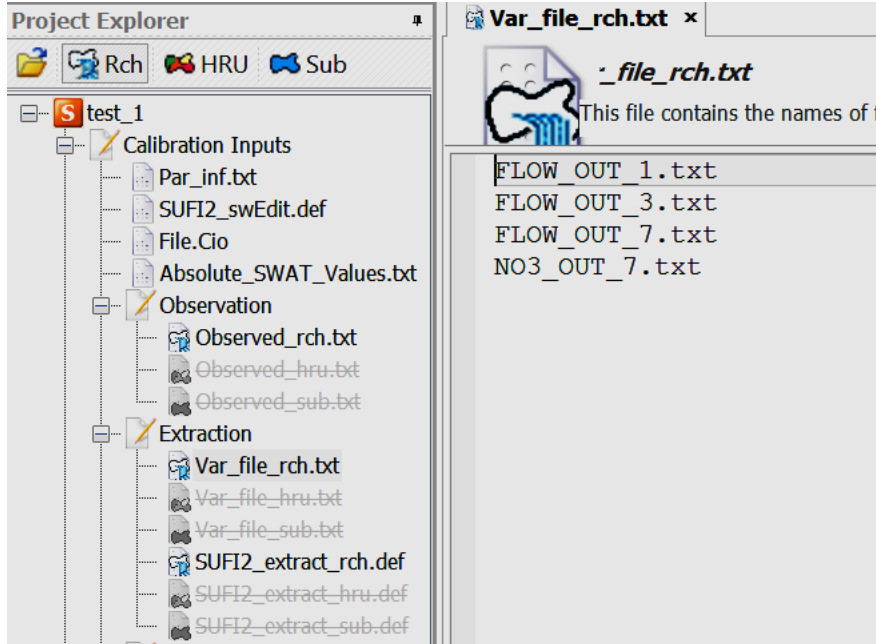 Project Explorer
Rch HRU Sub
S test_1
Calibration Inputs
Par_inf.txt
SUFI2_swEdit.def
File.Cio
Absolute_SWAT_Values.txt
Observation
Observed_rch.txt
Observed_hru.txt
Observed_sub.txt
Extraction
Var_file_rch.txt
Var_file_hru.txt
Var_file_sub.txt
SUFI2_extract_rch.def
SUFI2_extract_hru.def
SUFI2_extract_sub.def
Var_file_rch.txt ×
_file_rch.txt
This file contains the names of
FLOW_OUT_1.txt
FLOW_OUT_3.txt
FLOW_OUT_7.txt
NO3_OUT_7.txt